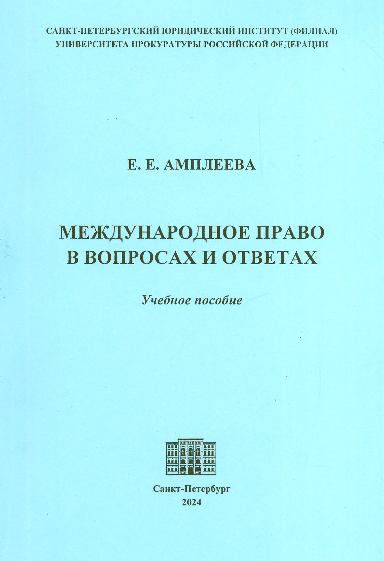 САНКТ-ПЕТЕРБУРГСКИЙ ЮРИДИЧЕСКИЙ ИНСТИТУТ (ФИЛИАЛ)
УНИВЕРСИТЕТА ПРОКУРАТУРЫ РОССИЙСКОЙ ФЕДЕРАЦИИ
Е. Е. АМПЛЕЕВА
МЕЖДУНАРОДНОЕ ПРАВО
В ВОПРОСАХ И ОТВЕТАХ
Учебное пособие
Санкт-Петербург
2024